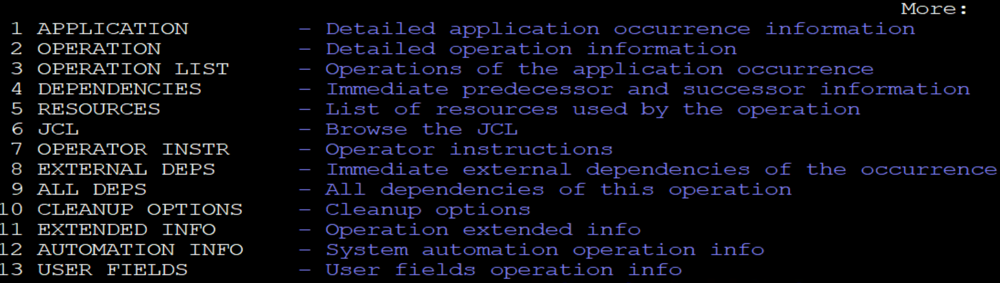 More:
1 APPLICATION - Detailed application occurrence information
2 OPERATION - Detailed operation information
3 OPERATION LIST - Operations of the application occurrence
4 DEPENDENCIES - Immediate predecessor and successor information
5 RESOURCES - List of resources used by the operation
6 JCL - Browse the JCL
7 OPERATOR INSTR - Operator instructions
8 EXTERNAL DEPS - Immediate external dependencies of the occurrence
9 ALL DEPS - All dependencies of this operation
10 CLEANUP OPTIONS - Cleanup options
11 EXTENDED INFO - Operation extended info
12 AUTOMATION INFO - System automation operation info
13 USER FIELDS - User fields operation info